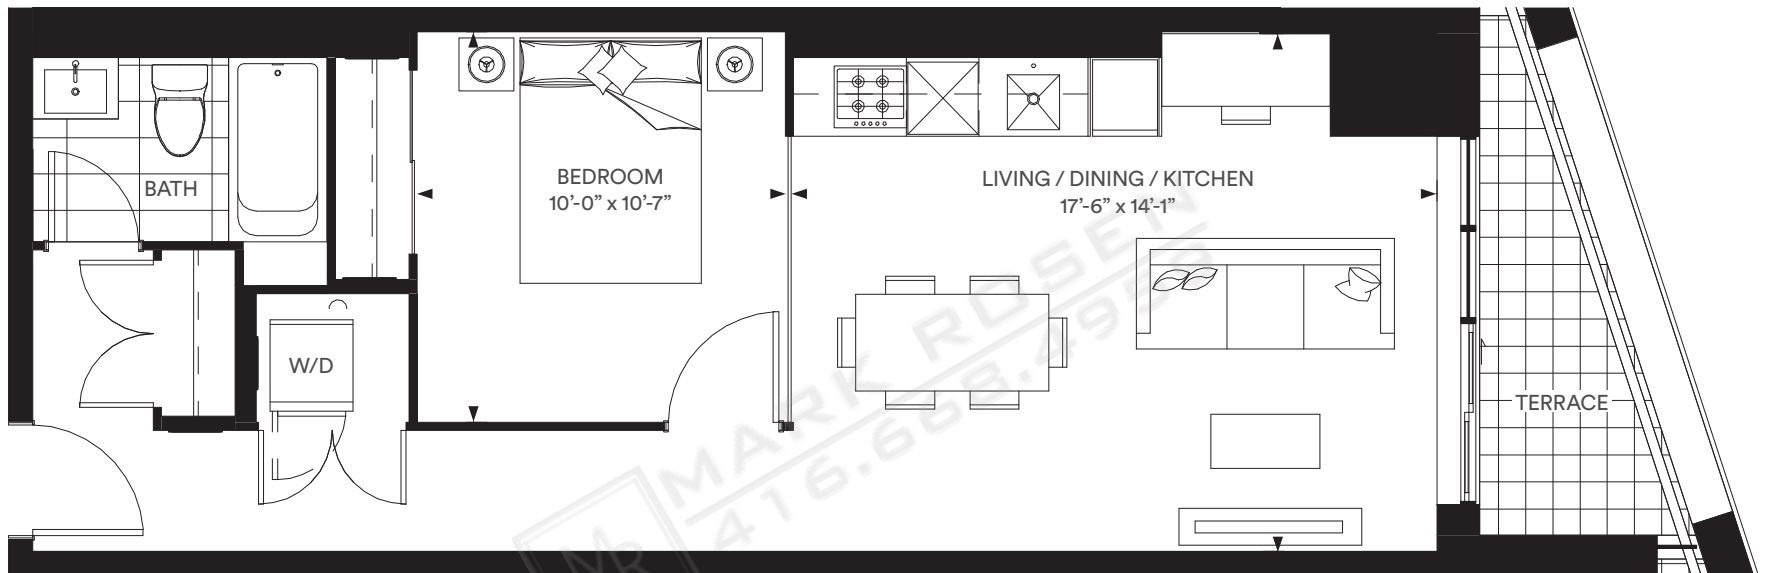 BATH
BEDROOM
10’-0” x 10’-7”
LIVING / DINING / KITCHEN
17’-6” x 14’-1”
W/D
TERRACE
MARK ROSEN